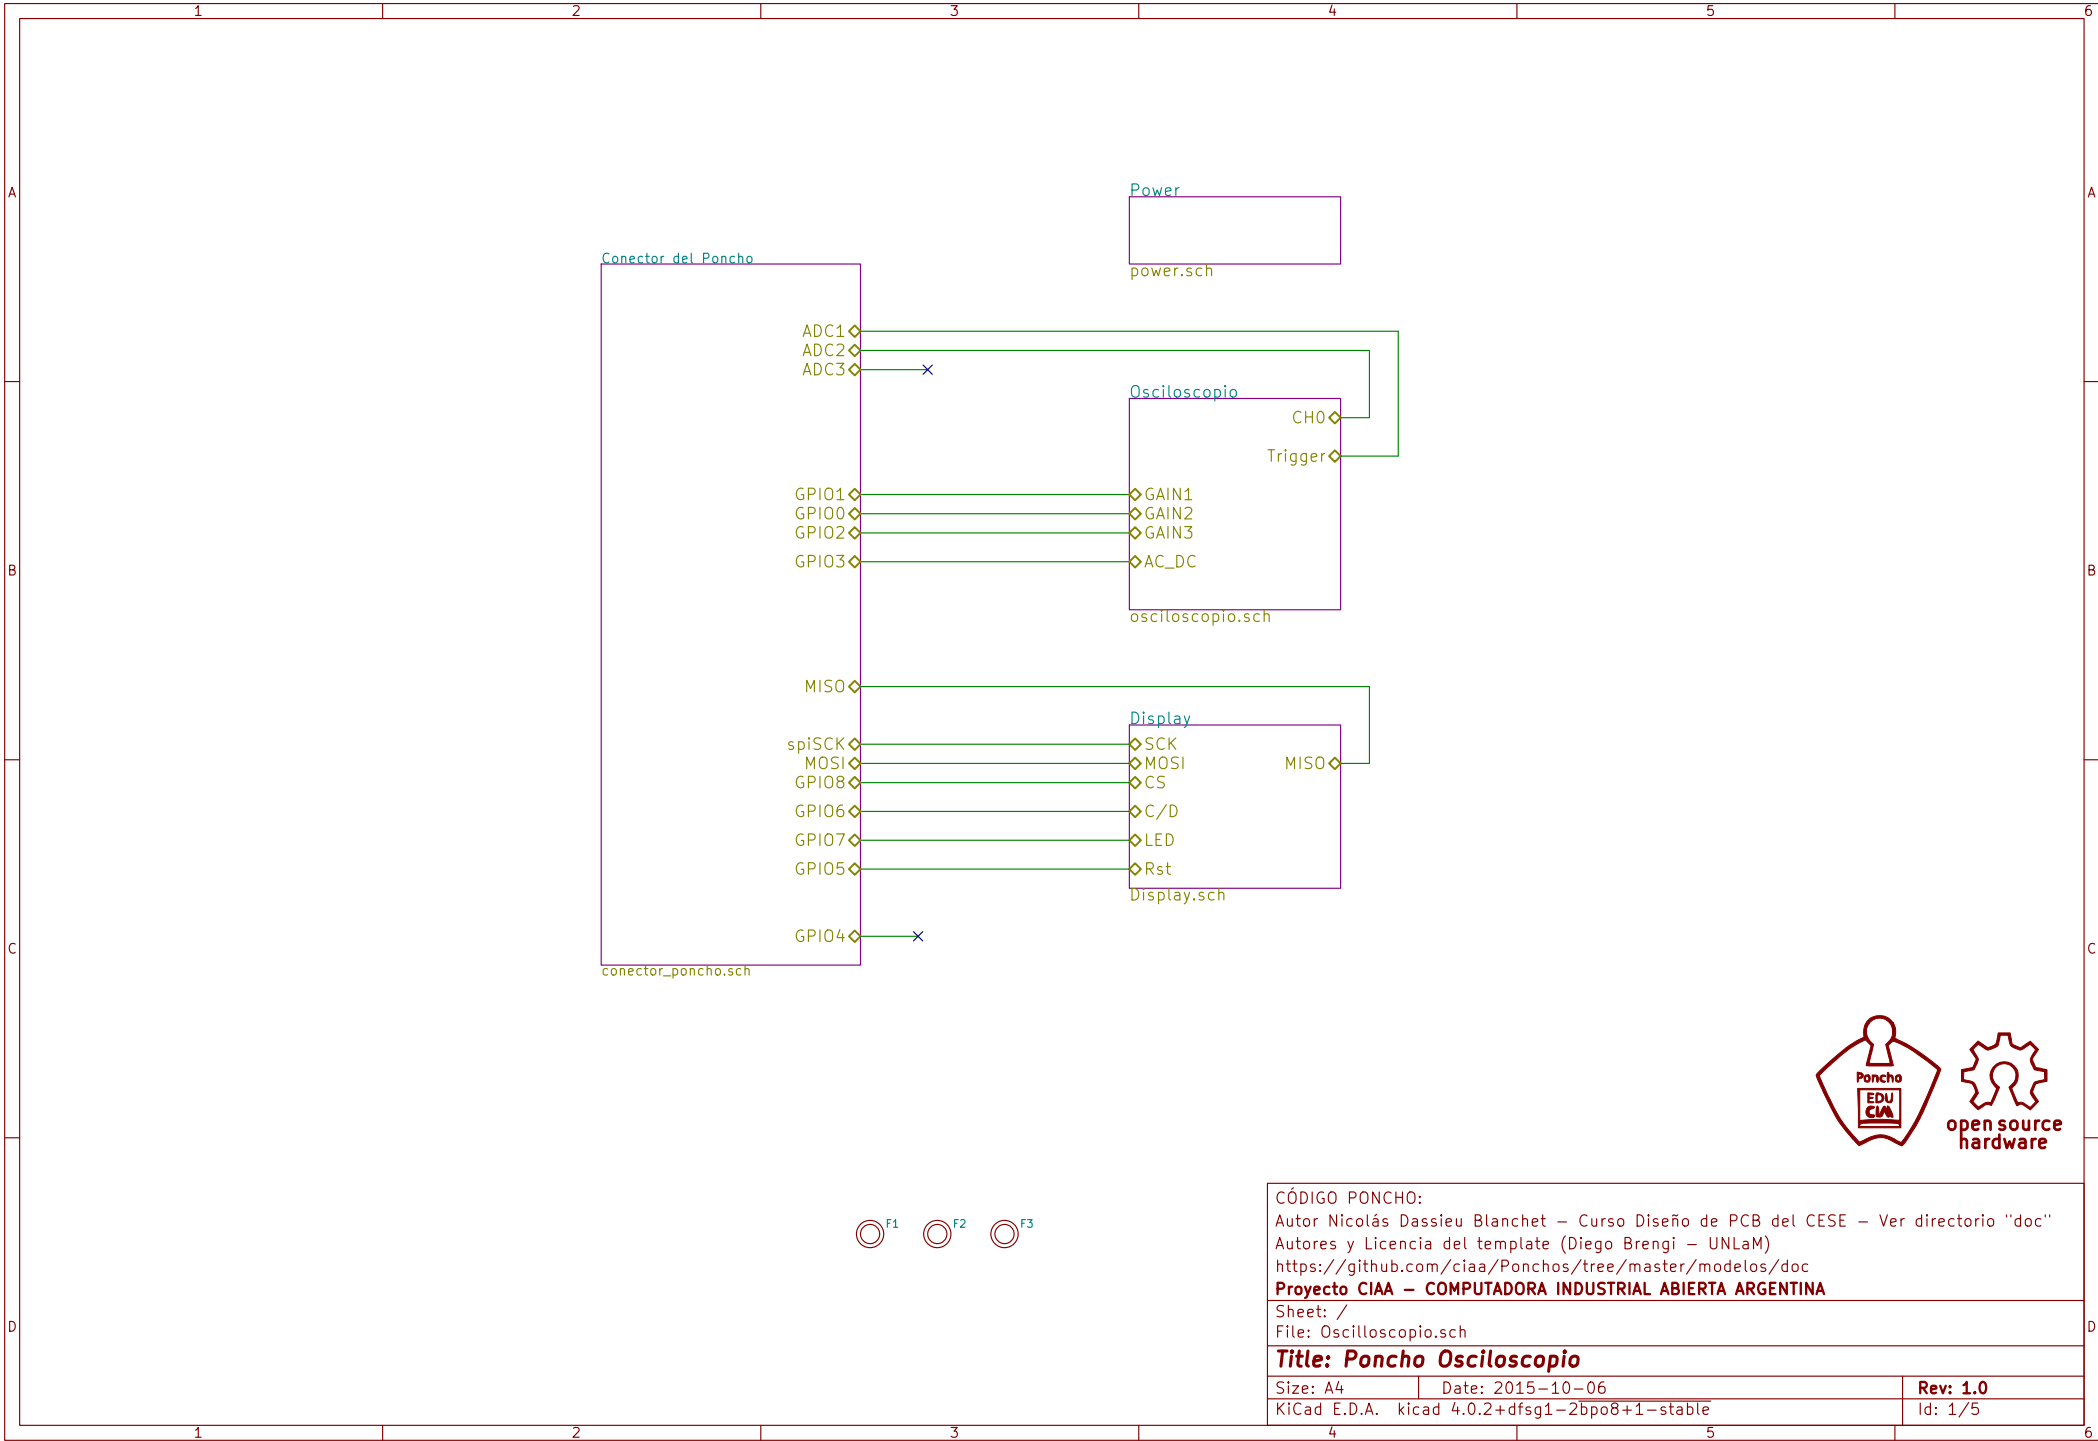 1 2 3 4 5 6
A A
Power
power.sch
Conector del Poncho
ADC1
ADC2
ADC3
Osciloscopio
CH0
Trigger
GPIO1 GAIN1
GPIO0 GAIN2
GPIO2 GAIN3
GPIO3 AC_DC
B B
osciloscopio.sch
MISO
Display
spiSCK SCK
MOSI MOSI MISO
GPIO8 CS
GPIO6 C/D
GPIO7 LED
GPIO5 Rst
Display.sch
GPIO4
C C
conector_poncho.sch
Poncho
EDU
CIAA
open source
hardware
F1 F2 F3
CÓDIGO PONCHO:
Autor Nicolás Dassieu Blanchet – Curso Diseño de PCB del CESE – Ver directorio "doc"
Autores y Licencia del template (Diego Brengi – UNLaM)
https://github.com/ciaa/Ponchos/tree/master/modelos/doc
Proyecto CIAA – COMPUTADORA INDUSTRIAL ABIERTA ARGENTINA
Sheet: /
File: Oscilloscopio.sch
D D
Title: Poncho Osciloscopio
Size: A4 Date: 2015-10-06 Rev: 1.0
KiCad E.D.A. kicad 4.0.2+dfsg1-2bpo8+1-stable Id: 1/5
1 2 3 4 5 6